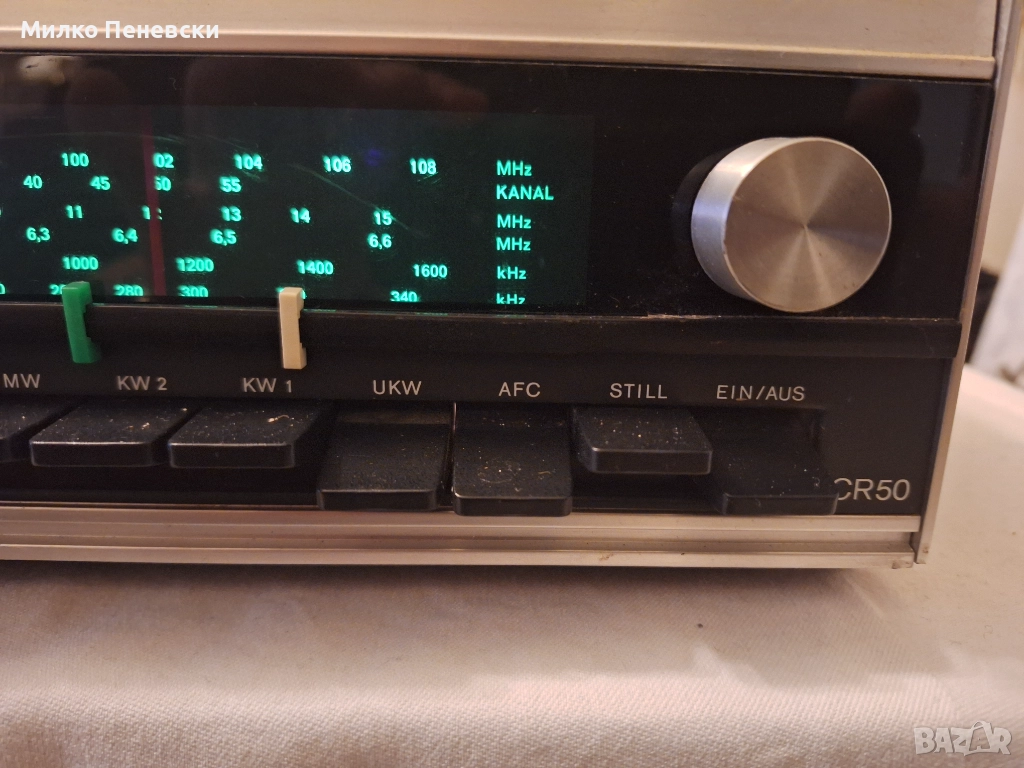 Милко Пеневски
100 104 106 108 MHz
40 45 55 KANAL
11 13 14 15 MHz
6,3 6,4 6,5 6,6 MHz
1000 1200 1400 1600 kHz
280 300 340 kHz
MW KW 2 KW 1 UKW AFC STILL EIN/AUS
CR50
BAZAR